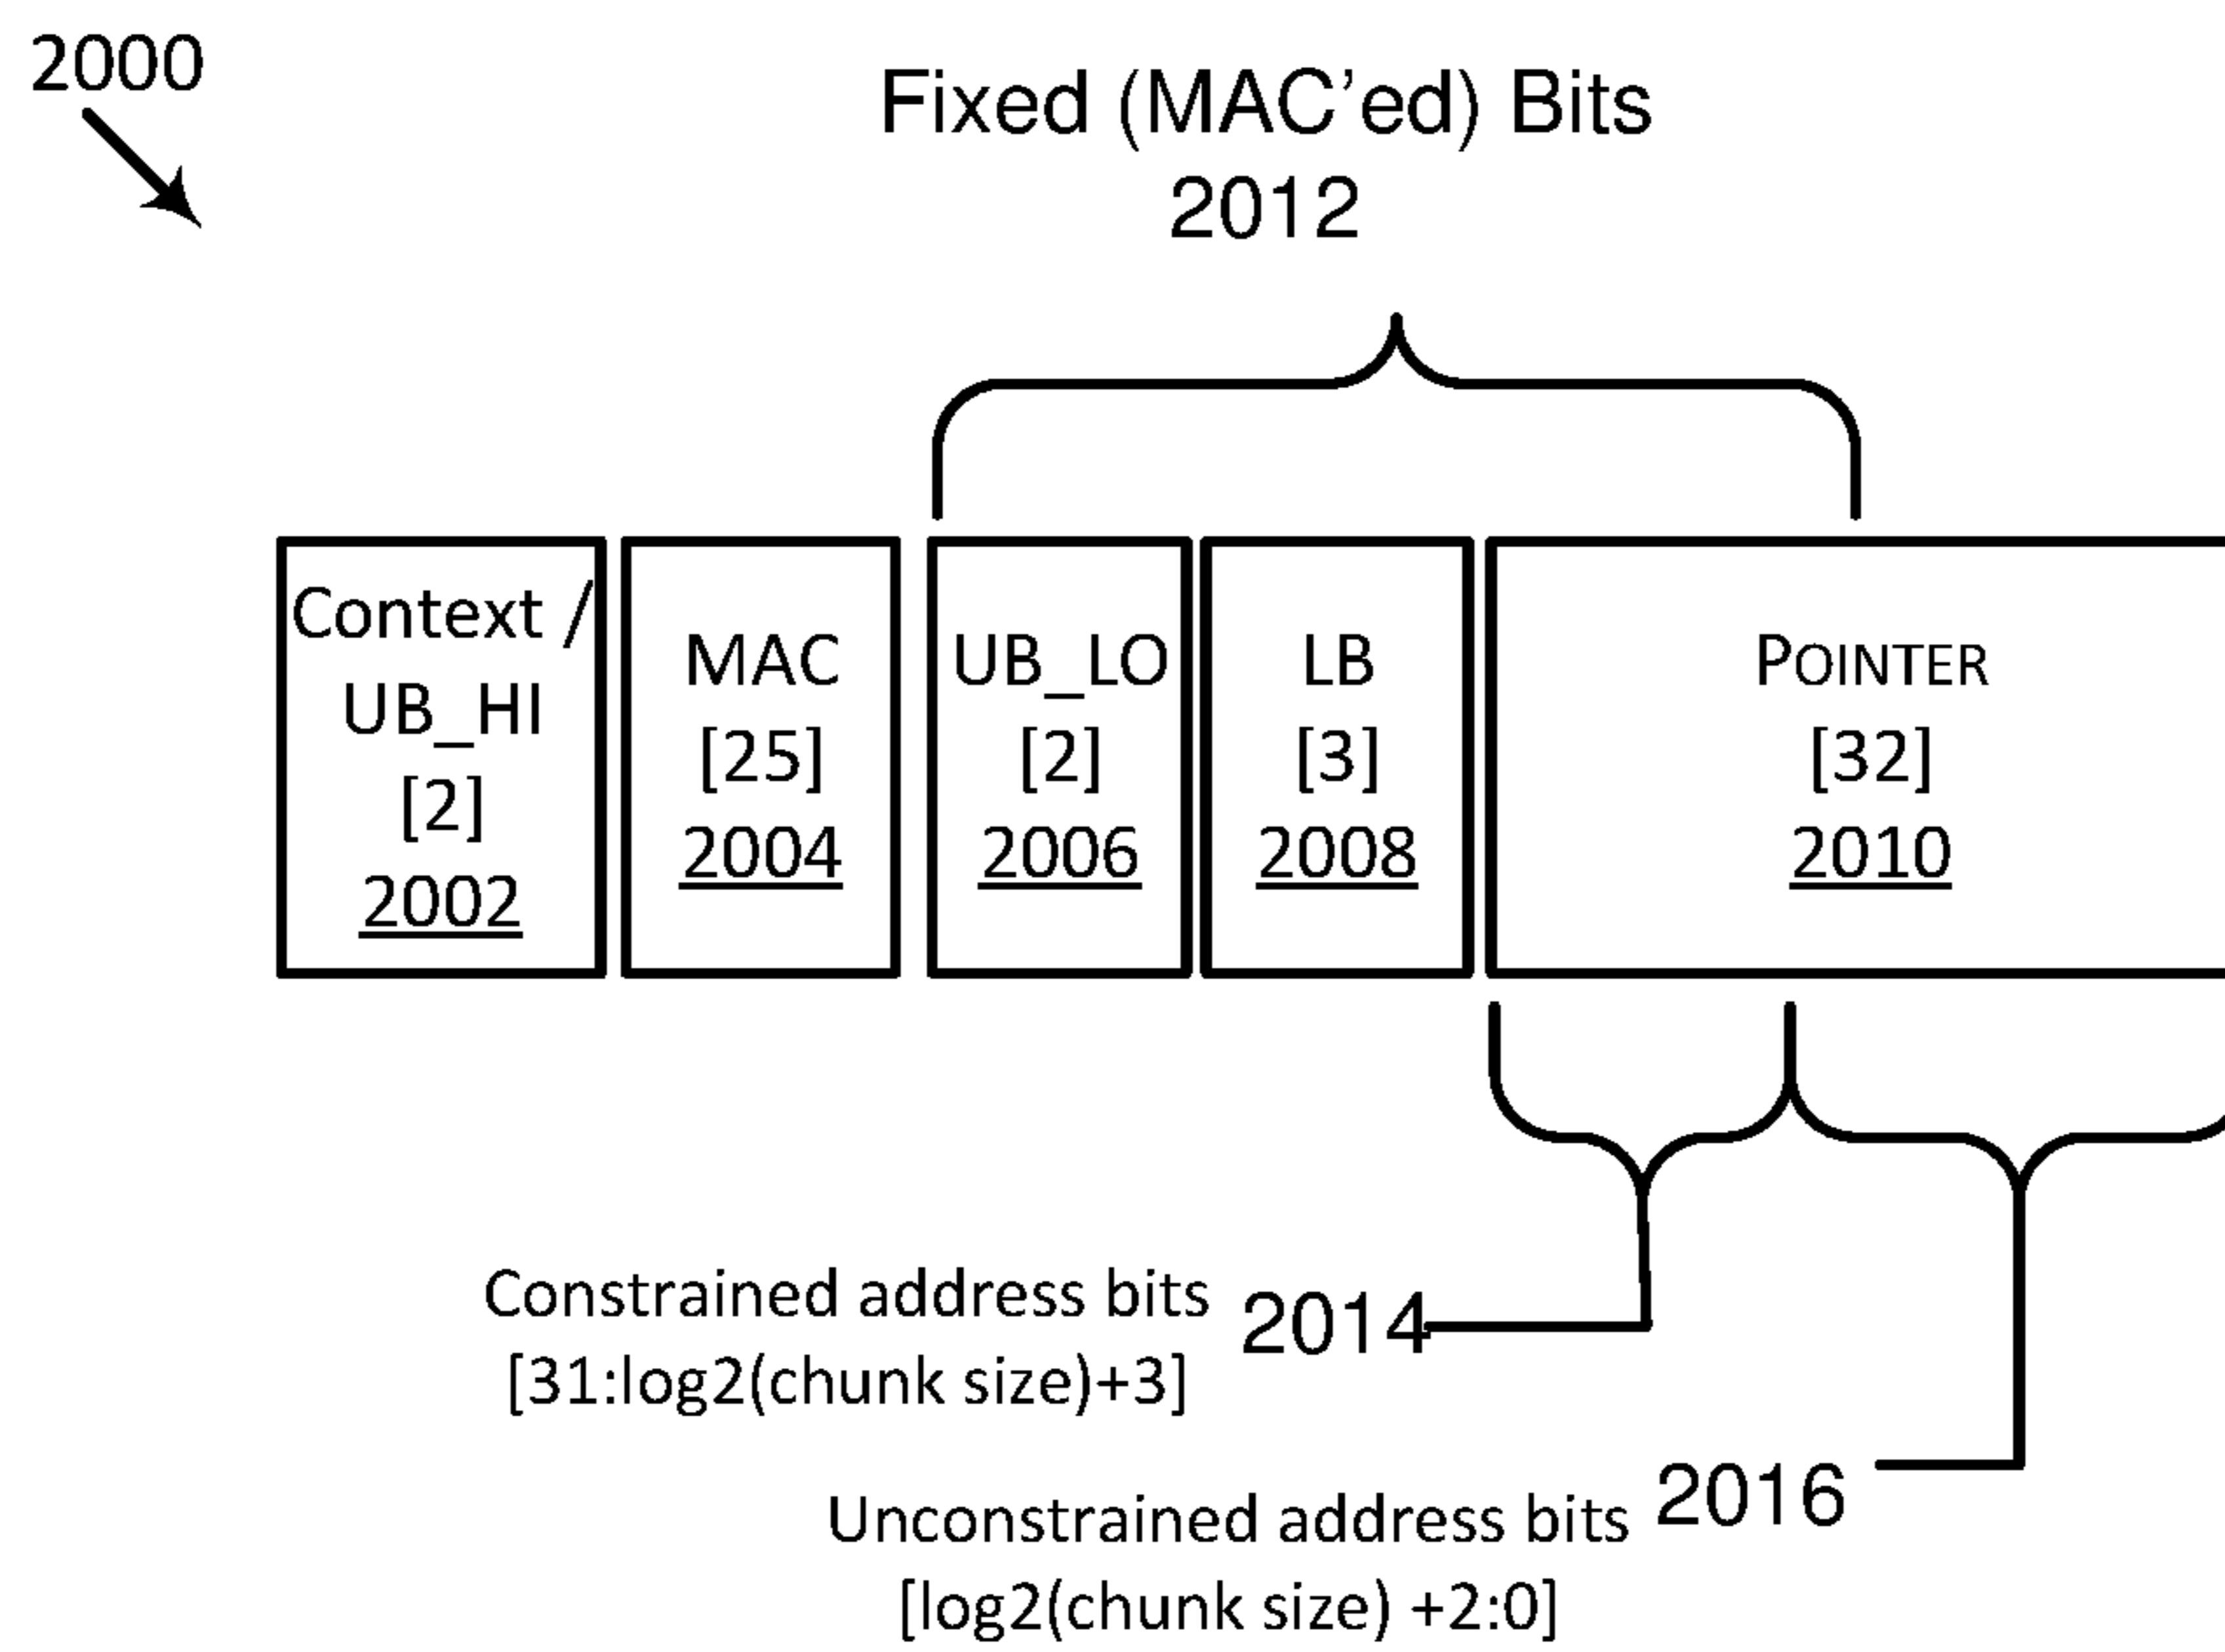 2000
Fixed (MAC’ed) Bits
2012
Context /
UB_HI
[2]
2002
MAC
[25]
2004
UB_LO
[2]
2006
LB
[3]
2008
POINTER
[32]
2010
Constrained address bits
[31:log2(chunk size)+3]
2014
Unconstrained address bits
[log2(chunk size) +2:0]
2016